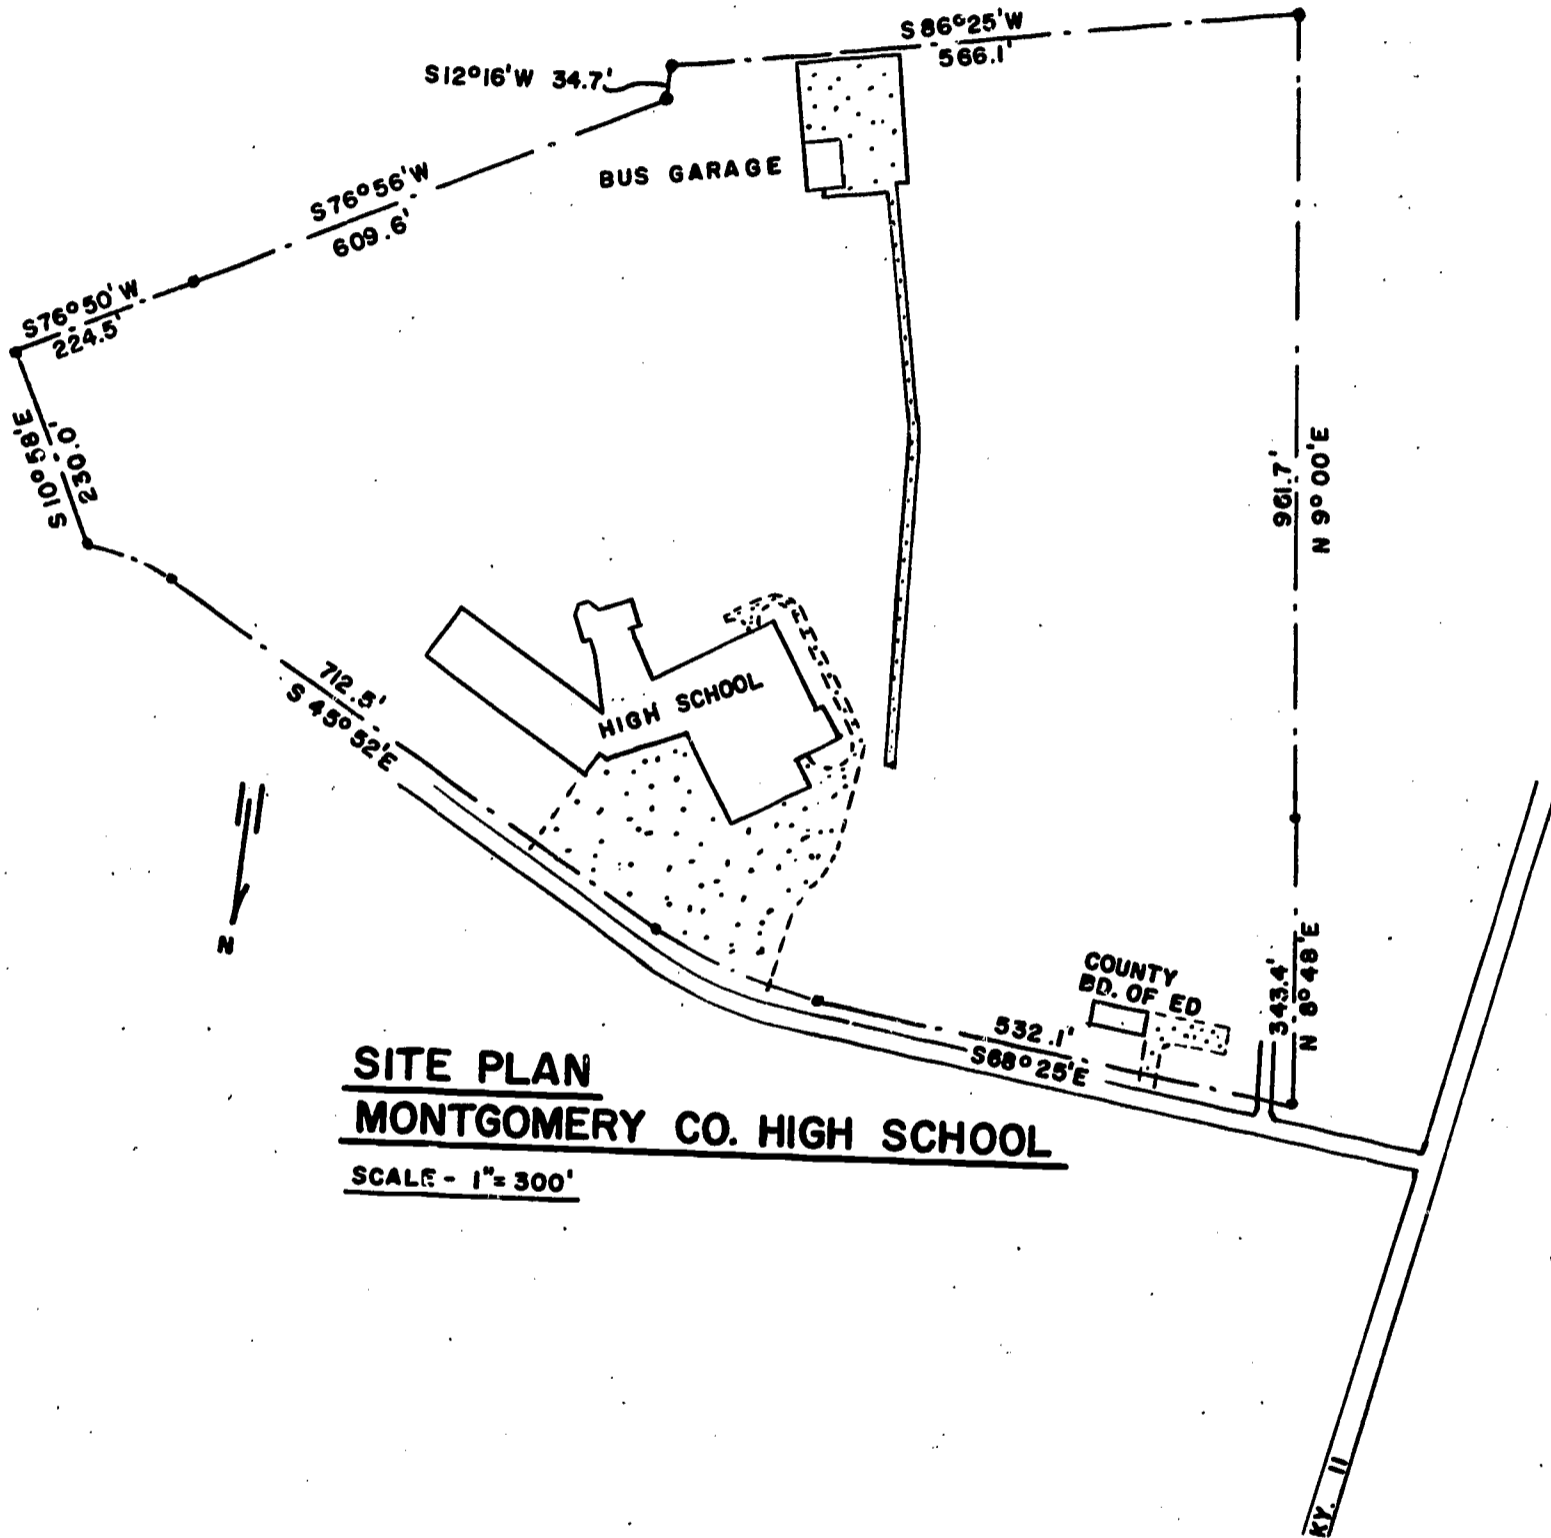 S 86°25'W
566.1'
S12°16'W 34.7'
BUS GARAGE
S76°56'W
609.6'
S76°50'W
224.5'
S 10°58'E
230.0'
961.7'
N 9°00'E
712.5'
S 45°52'E
HIGH SCHOOL
N
COUNTY
BD. OF ED
343.4'
N 8°48'E
532.1'
S68°25'E
SITE PLAN
MONTGOMERY CO. HIGH SCHOOL
SCALE - 1"= 300'
KY. 11